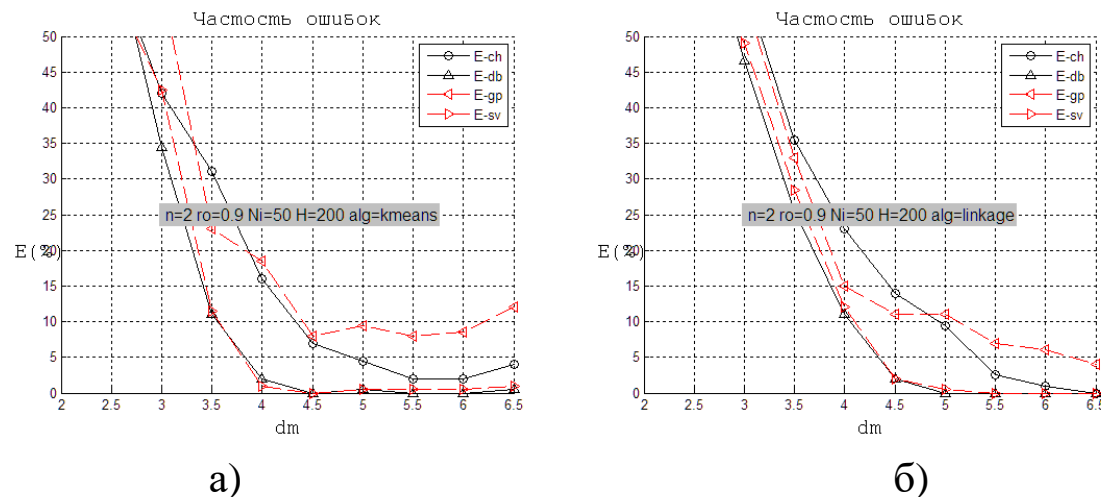 Частость ошибок
50
45
40
35
30
25
20
15
10
5
0
E(%)
2 2.5 3 3.5 4 4.5 5 5.5 6 6.5
dm
E-ch
E-db
E-gp
E-sv
n=2 ro=0.9 Ni=50 H=200 alg=kmeans
а)
Частость ошибок
50
45
40
35
30
25
20
15
10
5
0
E(%)
2 2.5 3 3.5 4 4.5 5 5.5 6 6.5
dm
E-ch
E-db
E-gp
E-sv
n=2 ro=0.9 Ni=50 H=200 alg=linkage
б)